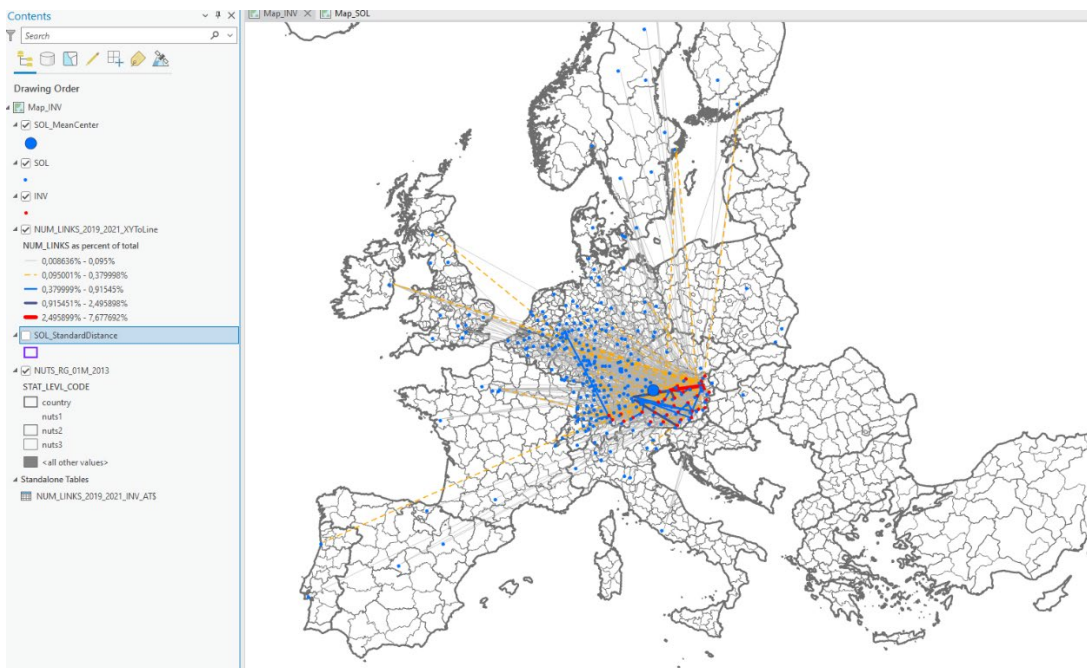 Contents
Map_INV
Map_SOL
Search
Drawing Order
Map_INV
SOL_MeanCenter
SOL
INV
NUM_LINKS_2019_2021_XYToLine
NUM_LINKS as percent of total
0,008636% - 0,095%
0,095001% - 0,379998%
0,379999% - 0,91545%
0,915451% - 2,495898%
2,495899% - 7,677692%
SOL_StandardDistance
NUTS_RG_01M_2013
STAT_LEVL_CODE
country
nuts1
nuts2
nuts3
<all other values>
Standalone Tables
NUM_LINKS_2019_2021_INV_AT$